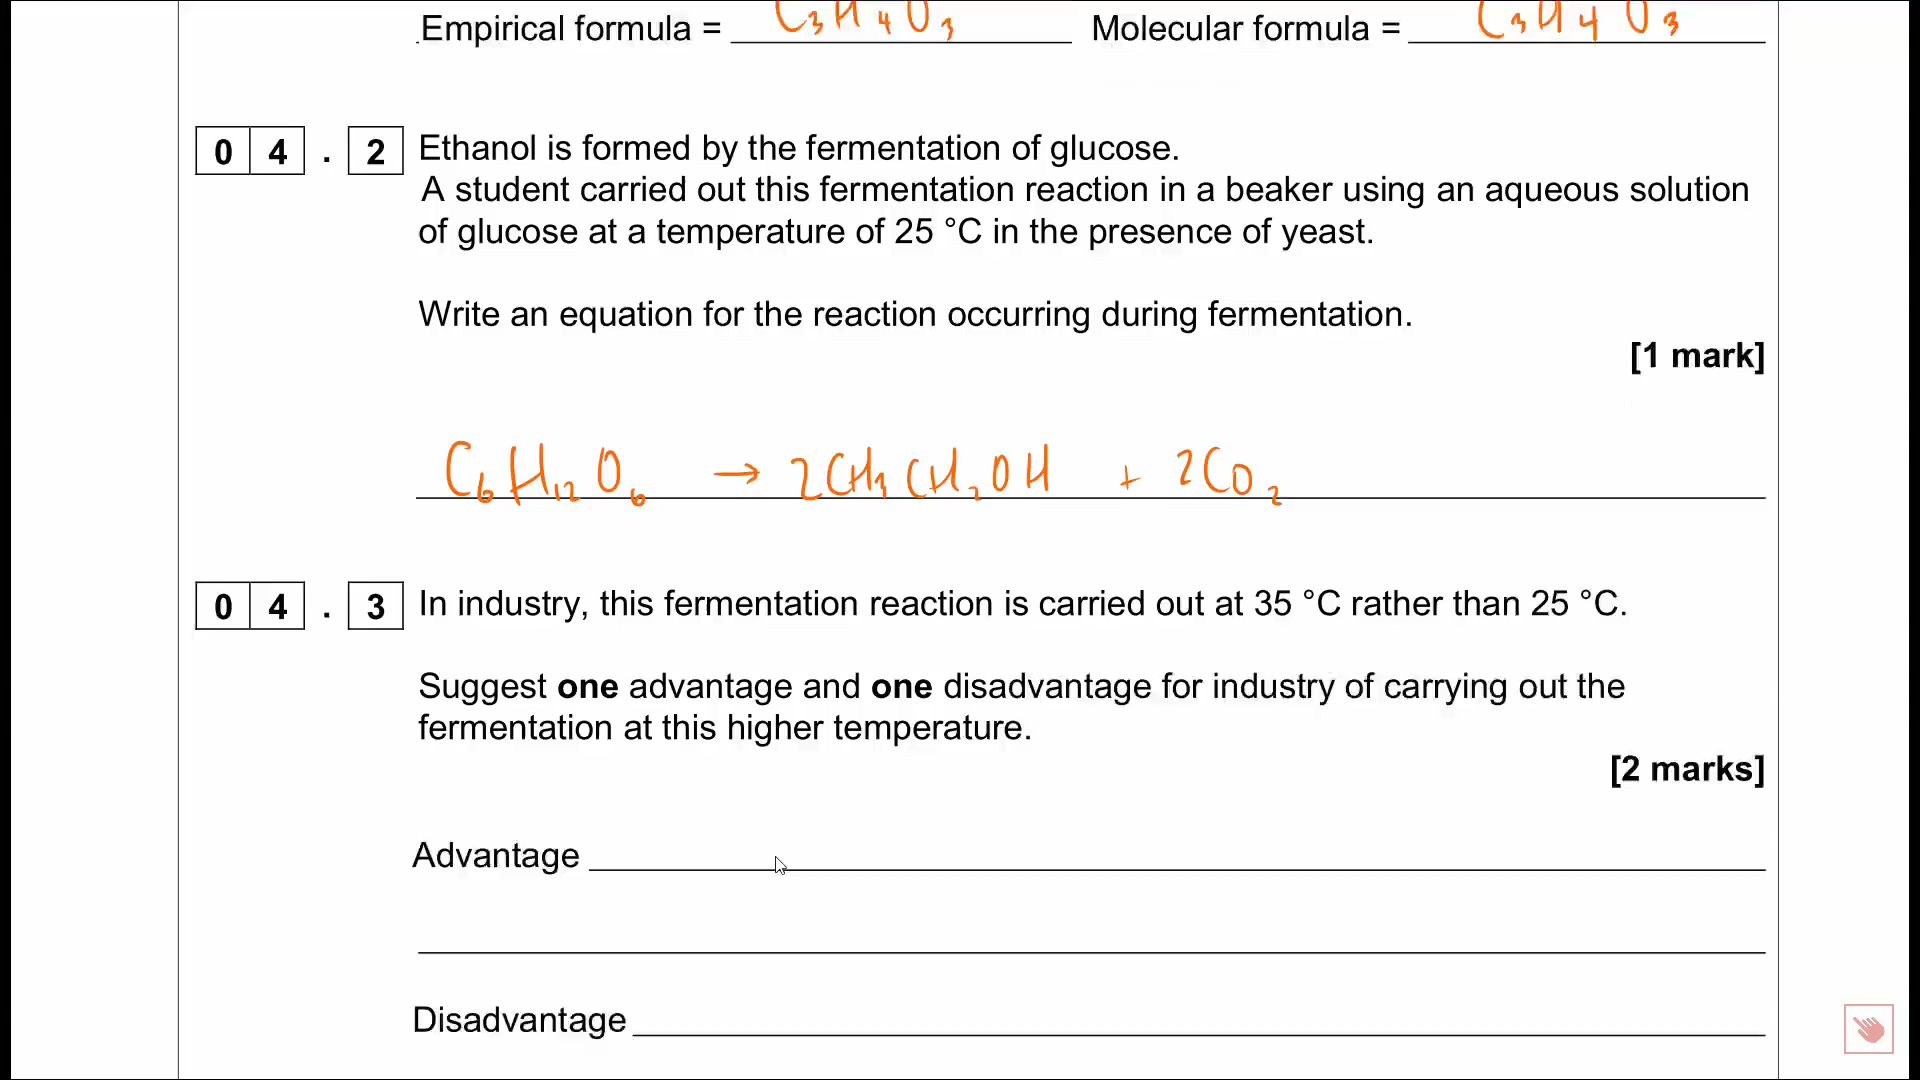 Empirical formula = C₃H₄O₃ Molecular formula = C₃H₄O₃
04.2 Ethanol is formed by the fermentation of glucose.
A student carried out this fermentation reaction in a beaker using an aqueous solution
of glucose at a temperature of 25 °C in the presence of yeast.
Write an equation for the reaction occurring during fermentation.
[1 mark]
C₆H₁₂O₆ → 2CH₃CH₂OH + 2CO₂
04.3 In industry, this fermentation reaction is carried out at 35 °C rather than 25 °C.
Suggest one advantage and one disadvantage for industry of carrying out the
fermentation at this higher temperature.
[2 marks]
Advantage
Disadvantage